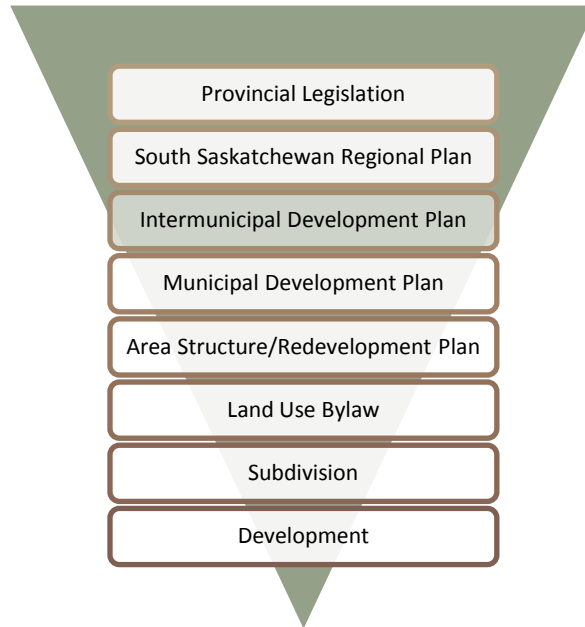 Provincial Legislation
South Saskatchewan Regional Plan
Intermunicipal Development Plan
Municipal Development Plan
Area Structure/Redevelopment Plan
Land Use Bylaw
Subdivision
Development